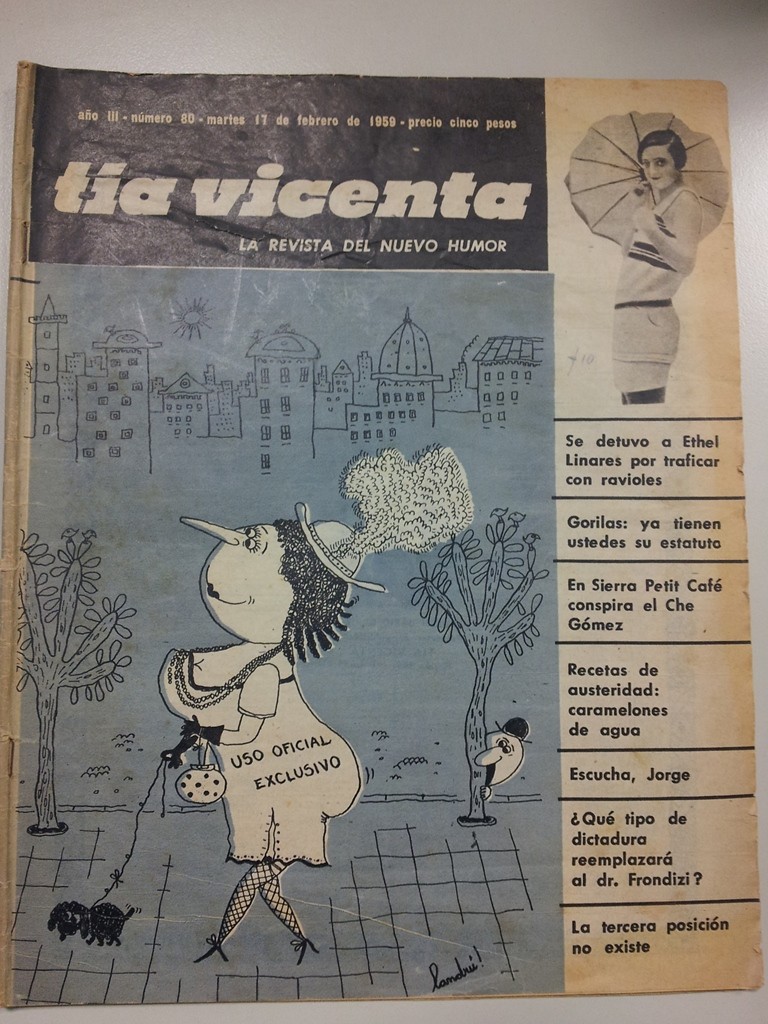 año III - número 80 - martes 17 de febrero de 1959 - precio cinco pesos
tía vicenta
LA REVISTA DEL NUEVO HUMOR
Se detuvo a Ethel
Linares por traficar
con ravioles
Gorilas: ya tienen
ustedes su estatuto
En Sierra Petit Café
conspira el Che
Gómez
Recetas de
austeridad:
caramelones
de agua
Escucha, Jorge
¿Qué tipo de
dictadura
reemplazará
al dr. Frondizi?
La tercera posición
no existe
USO OFICIAL
EXCLUSIVO
Landrú!